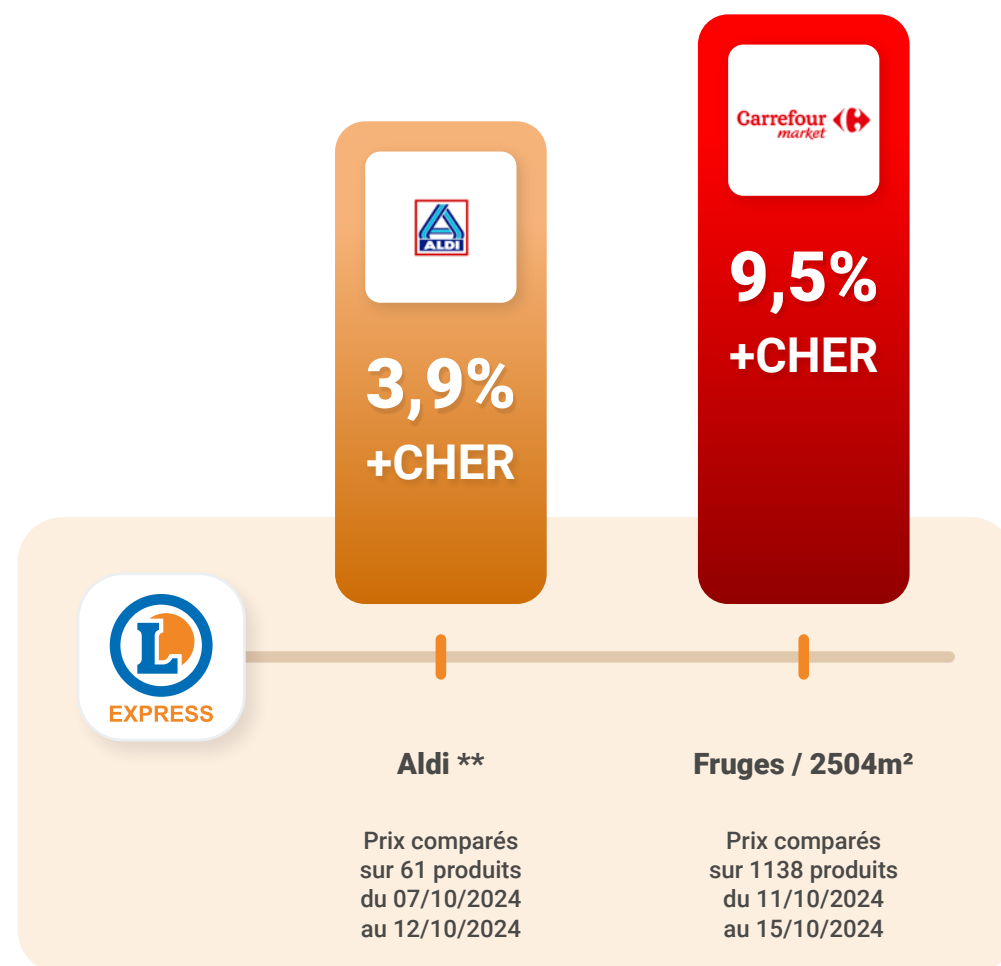 Carrefour
market
ALDI
9,5%
+CHER
3,9%
+CHER
L
EXPRESS
Aldi **
Prix comparés
sur 61 produits
du 07/10/2024
au 12/10/2024
Fruges / 2504m²
Prix comparés
sur 1138 produits
du 11/10/2024
au 15/10/2024